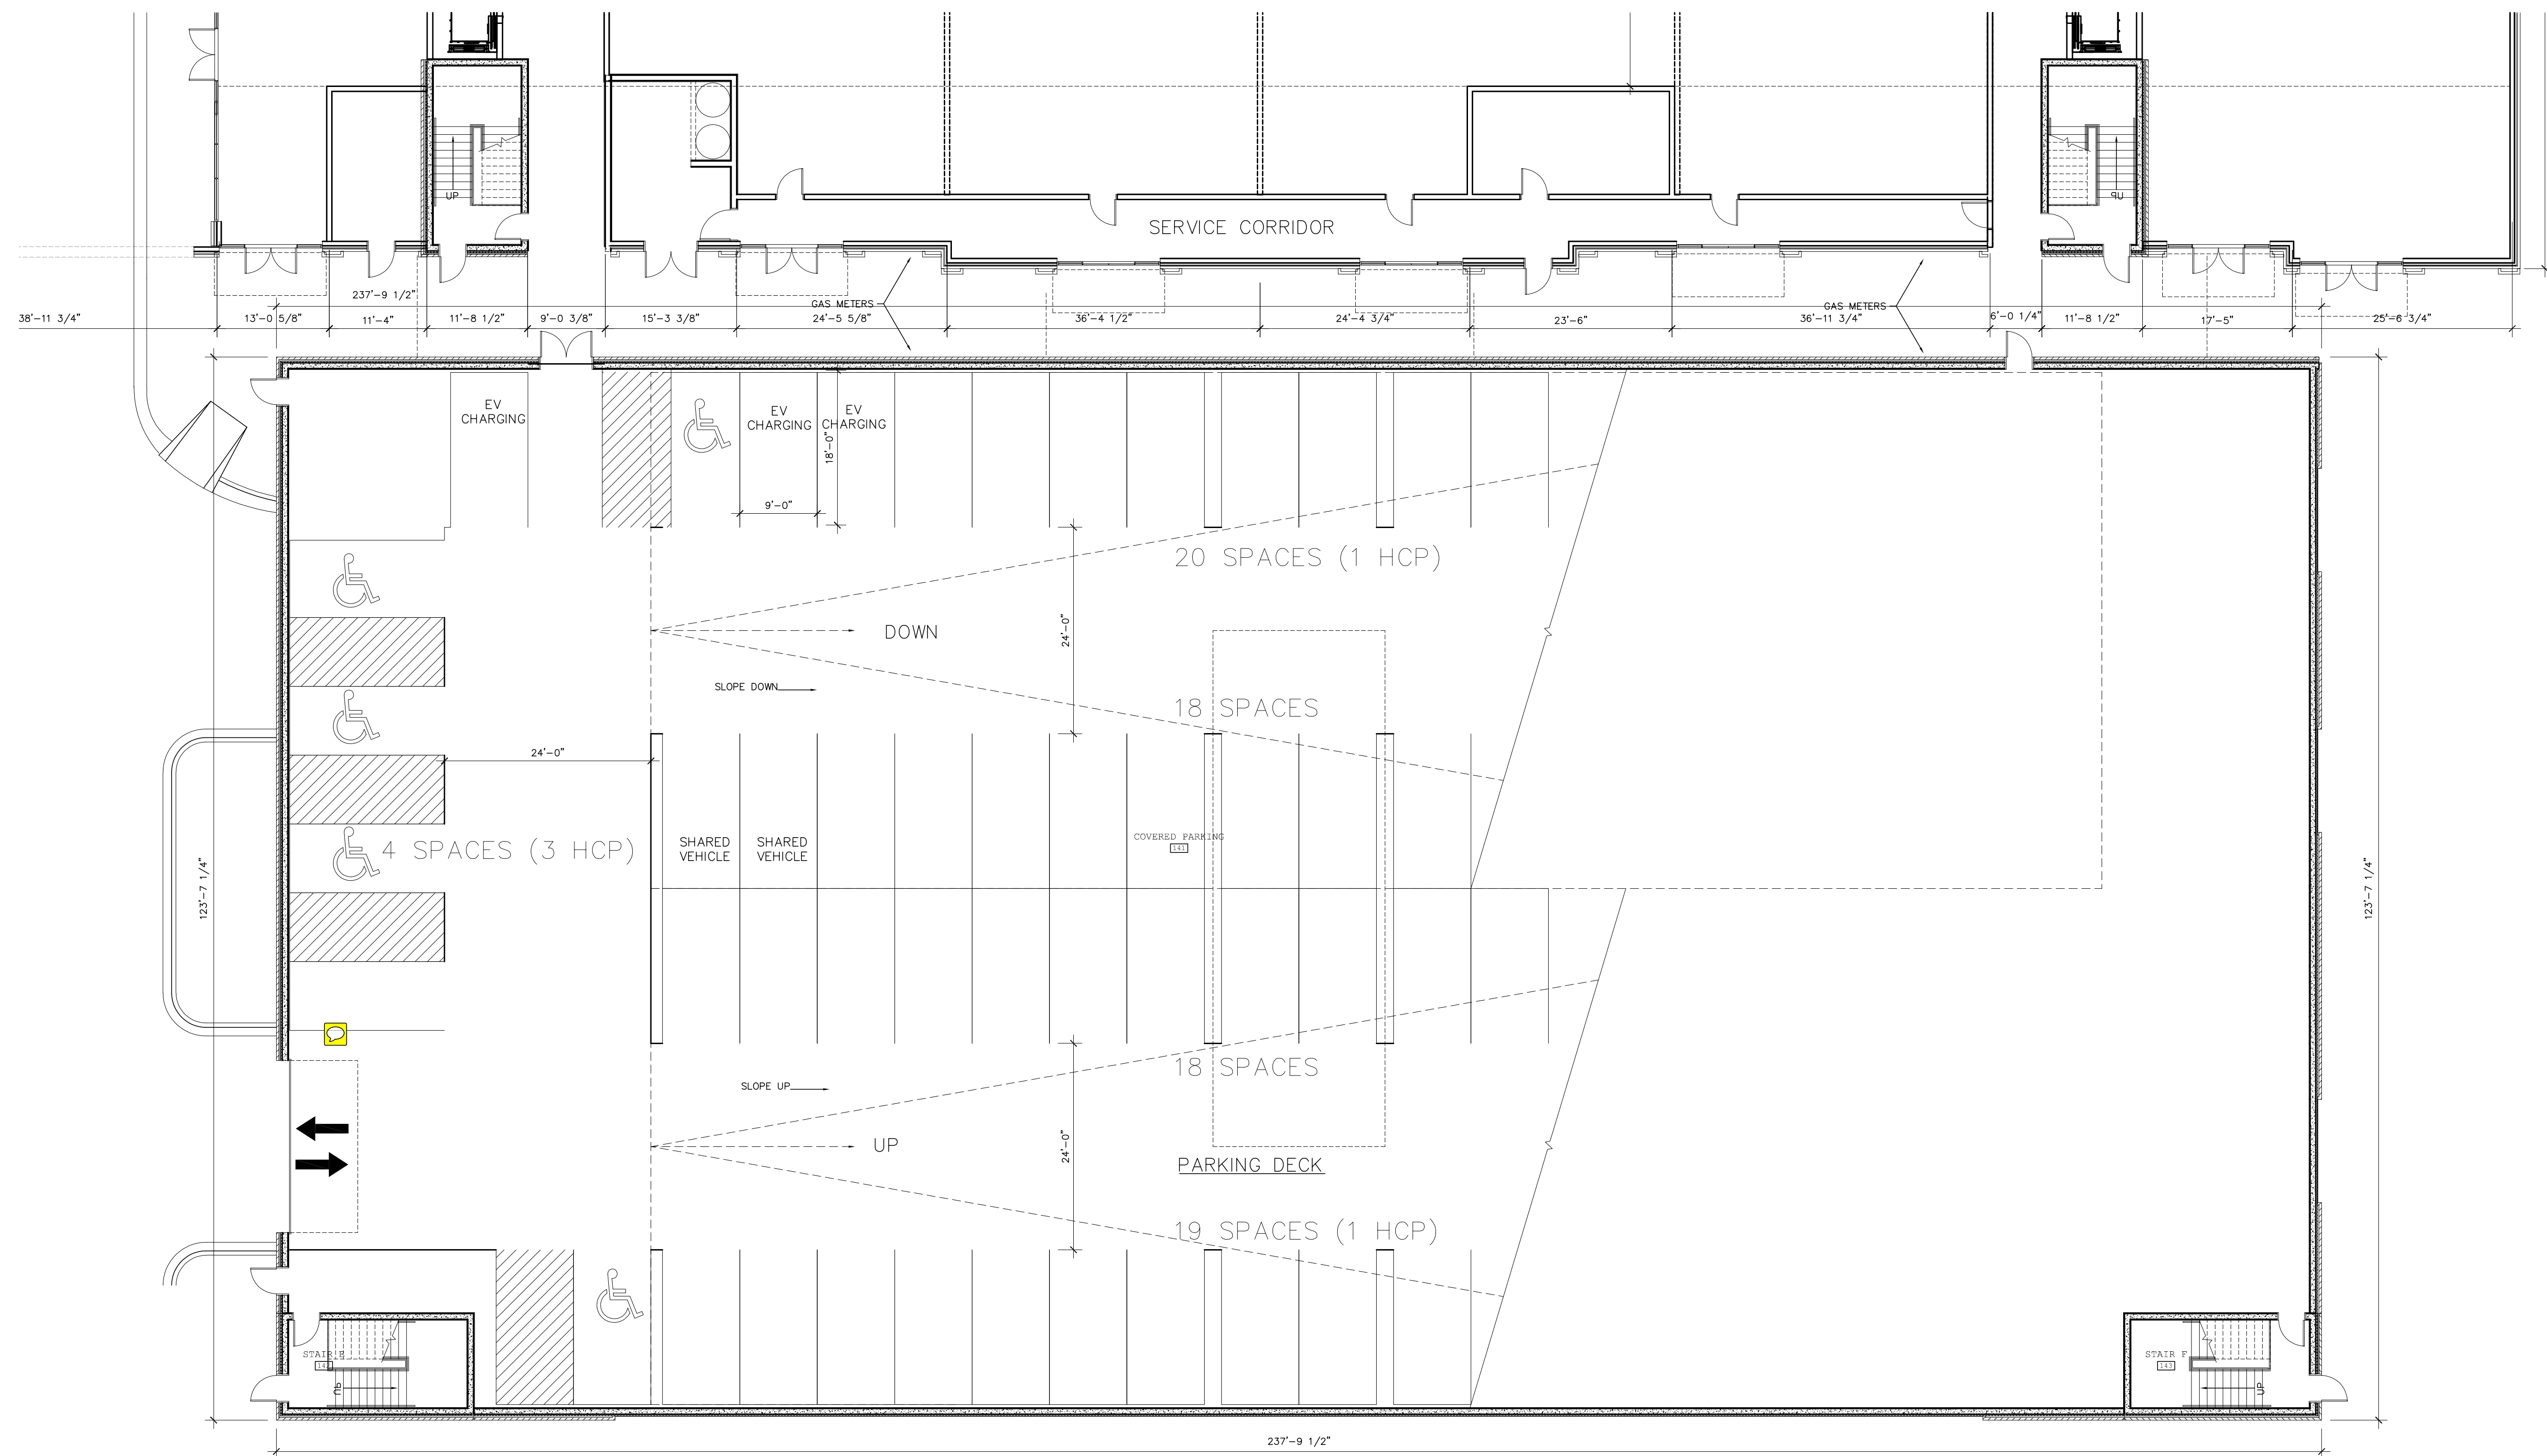 UP
UP
SERVICE CORRIDOR
237'-9 1/2"
GAS METERS
GAS METERS
38'-11 3/4"
13'-0 5/8"
11'-4"
11'-8 1/2"
9'-0 3/8"
15'-3 3/8"
24'-5 5/8"
36'-4 1/2"
24'-4 3/4"
23'-6"
36'-11 3/4"
6'-0 1/4"
11'-8 1/2"
17'-5"
25'-6 3/4"
EV
CHARGING
EV
CHARGING
EV
CHARGING
18'-0"
9'-0"
20 SPACES (1 HCP)
DOWN
24'-0"
SLOPE DOWN
18 SPACES
24'-0"
4 SPACES (3 HCP)
SHARED
VEHICLE
SHARED
VEHICLE
COVERED PARKING
141
123'-7 1/4"
123'-7 1/4"
18 SPACES
SLOPE UP
UP
24'-0"
PARKING DECK
19 SPACES (1 HCP)
STAIR E
UP
STAIR F
143
UP
237'-9 1/2"